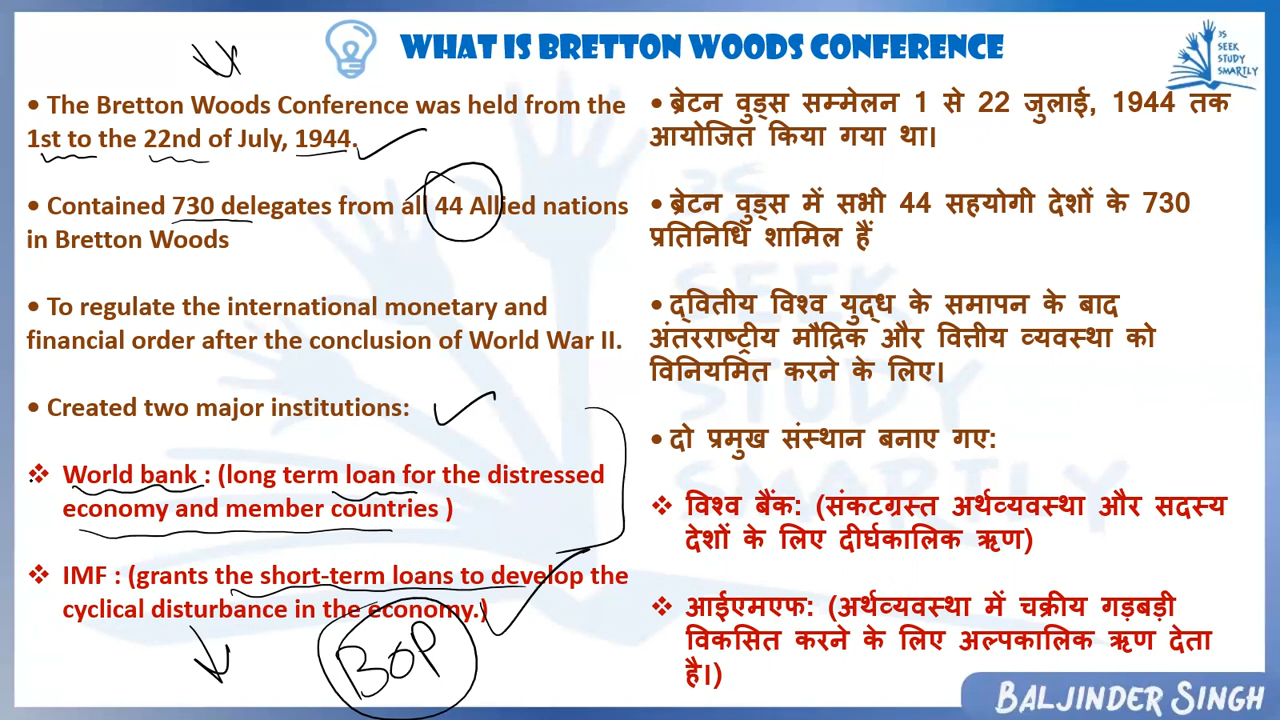 WHAT IS BRETTON WOODS CONFERENCE
3S
SEEK
STUDY
SMARTLY
• The Bretton Woods Conference was held from the
1st to the 22nd of July, 1944.
• Contained 730 delegates from all 44 Allied nations
in Bretton Woods
• To regulate the international monetary and
financial order after the conclusion of World War II.
• Created two major institutions:
❖ World bank : (long term loan for the distressed
economy and member countries )
❖ IMF : (grants the short-term loans to develop the
cyclical disturbance in the economy.)
BOP
• ब्रेटन वुड्स सम्मेलन 1 से 22 जुलाई, 1944 तक
आयोजित किया गया था।
• ब्रेटन वुड्स में सभी 44 सहयोगी देशों के 730
प्रतिनिधि शामिल हैं
• द्वितीय विश्व युद्ध के समापन के बाद
अंतरराष्ट्रीय मौद्रिक और वित्तीय व्यवस्था को
विनियमित करने के लिए।
• दो प्रमुख संस्थान बनाए गए:
❖ विश्व बैंक: (संकटग्रस्त अर्थव्यवस्था और सदस्य
देशों के लिए दीर्घकालिक ऋण)
❖ आईएमएफ: (अर्थव्यवस्था में चक्रीय गड़बड़ी
विकसित करने के लिए अल्पकालिक ऋण देता
है।)
3S
SEEK
STUDY
SMARTLY
BALJINDER SINGH